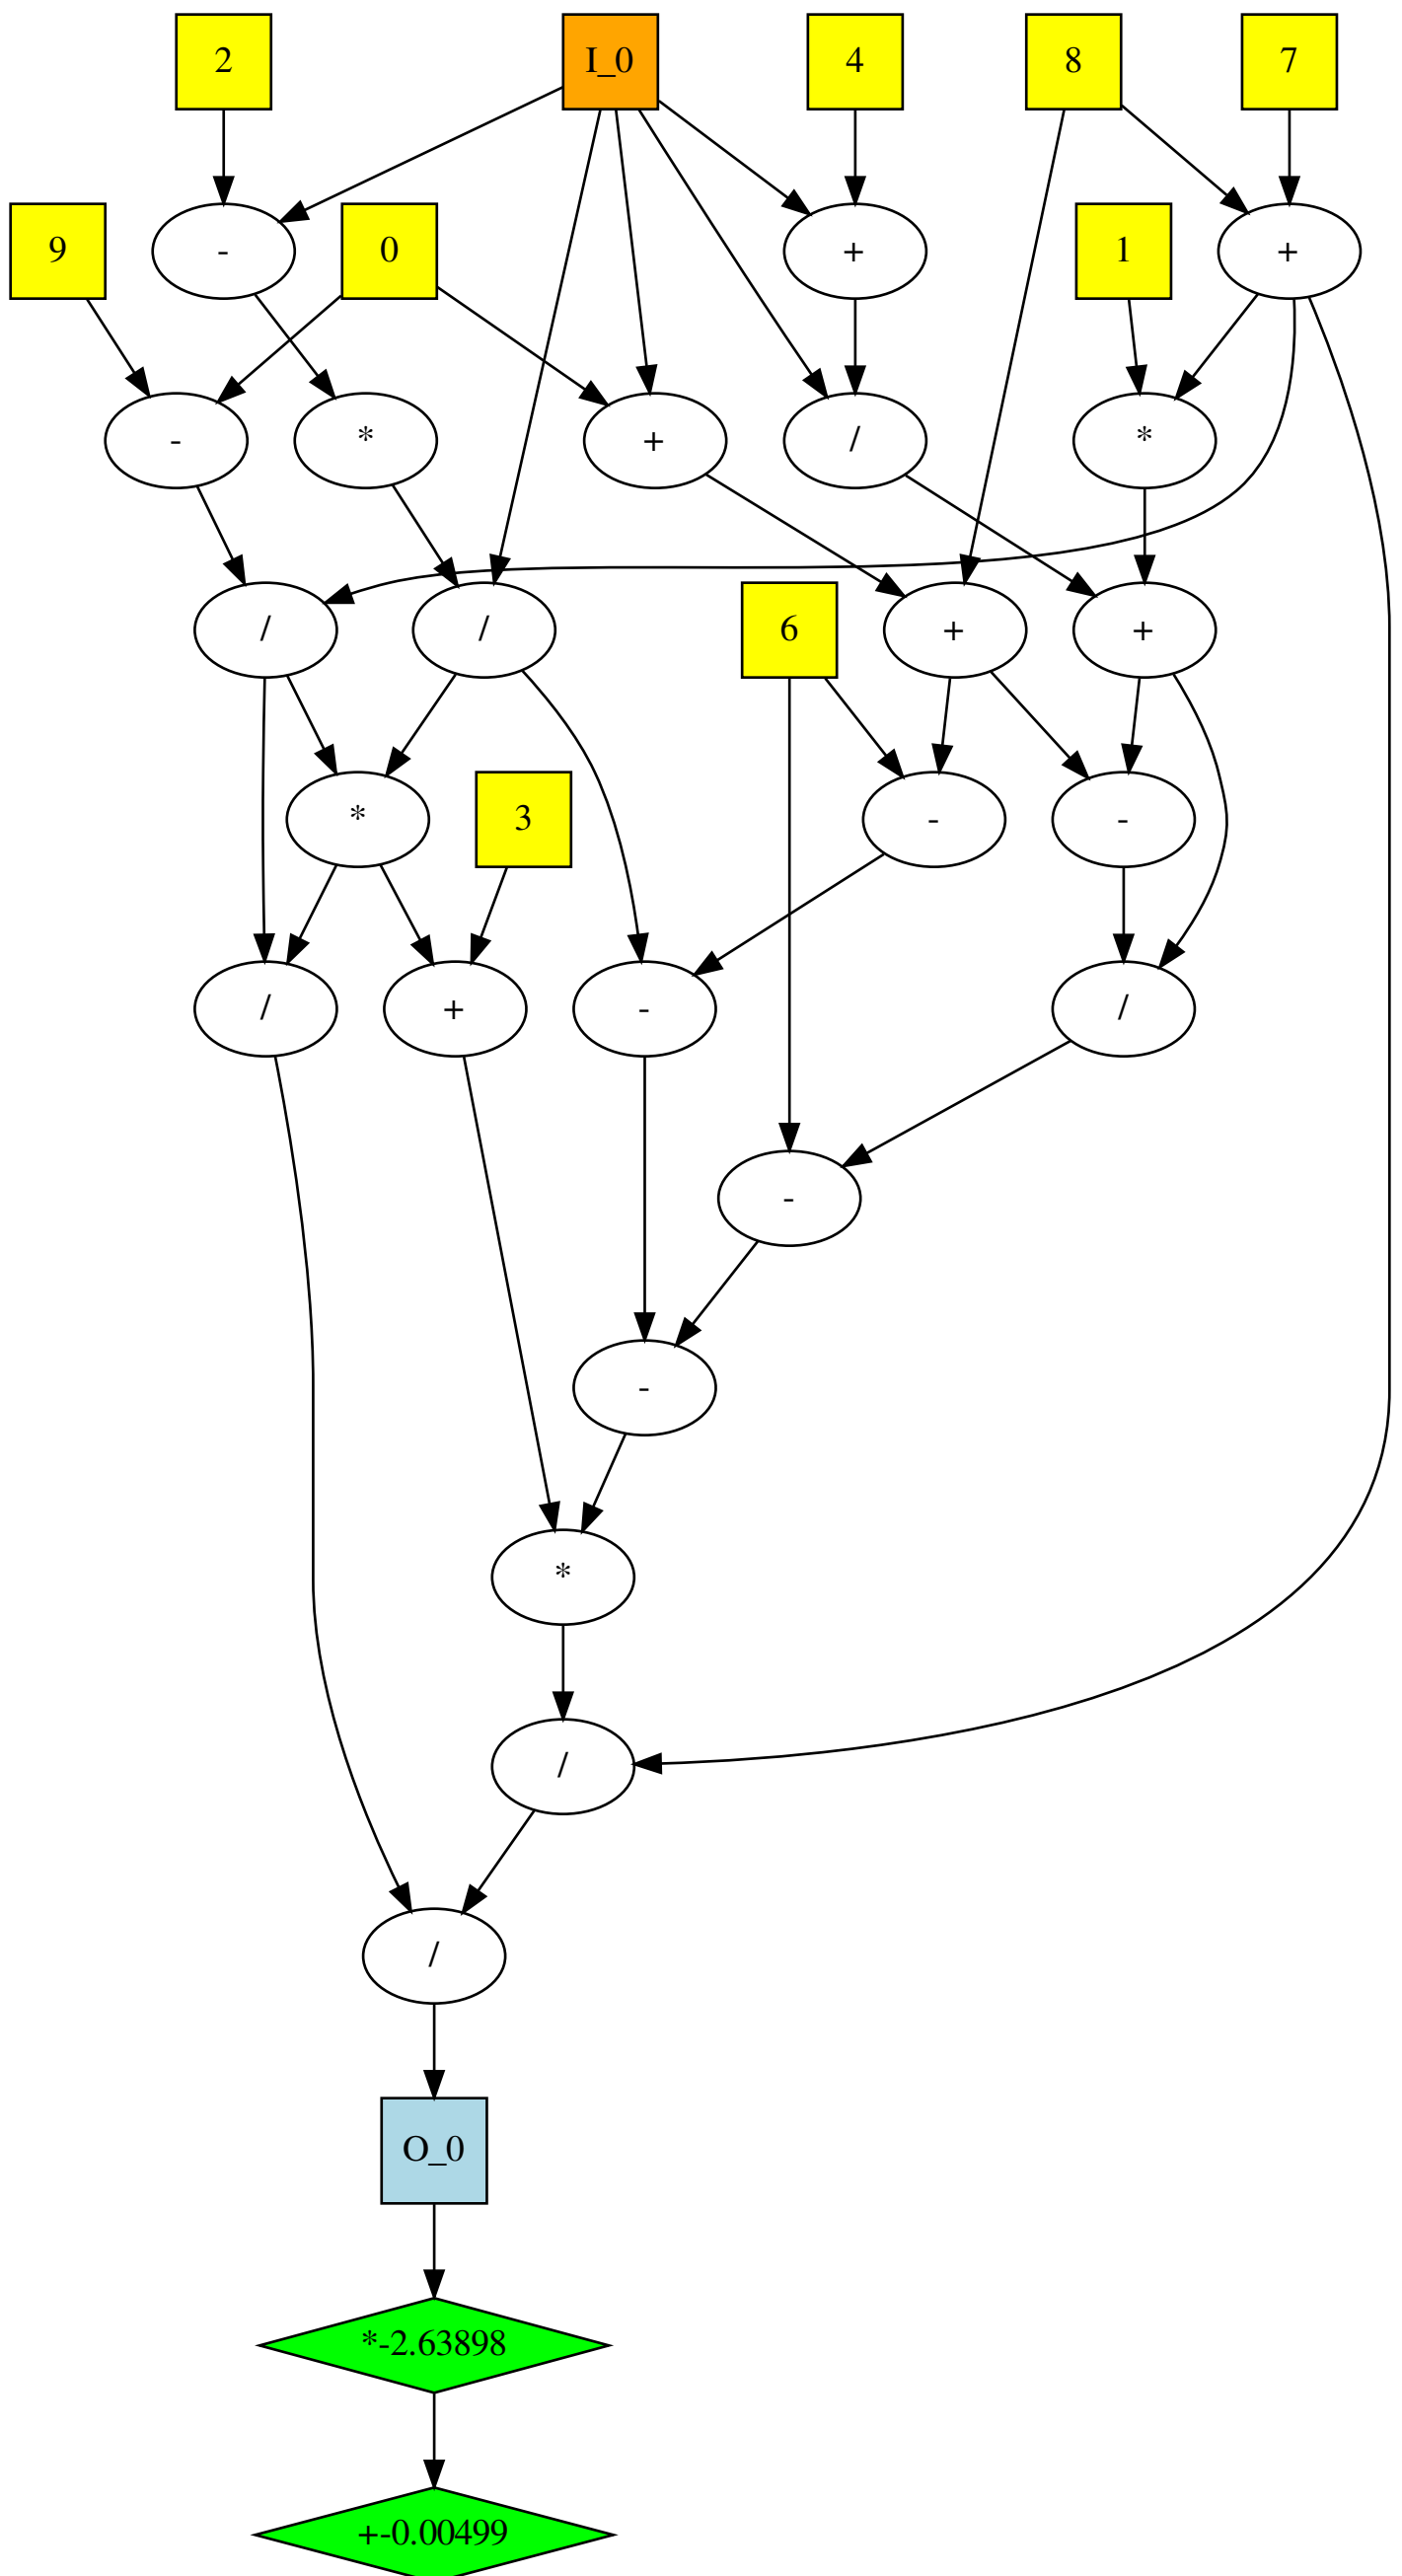 2 I_0 4 8 7
9 - 0 + 1 +
- * + / *
/ / 6 + +
* 3 - -
/ + - /
-
-
*
/
/
O_0
*-2.63898
+-0.00499